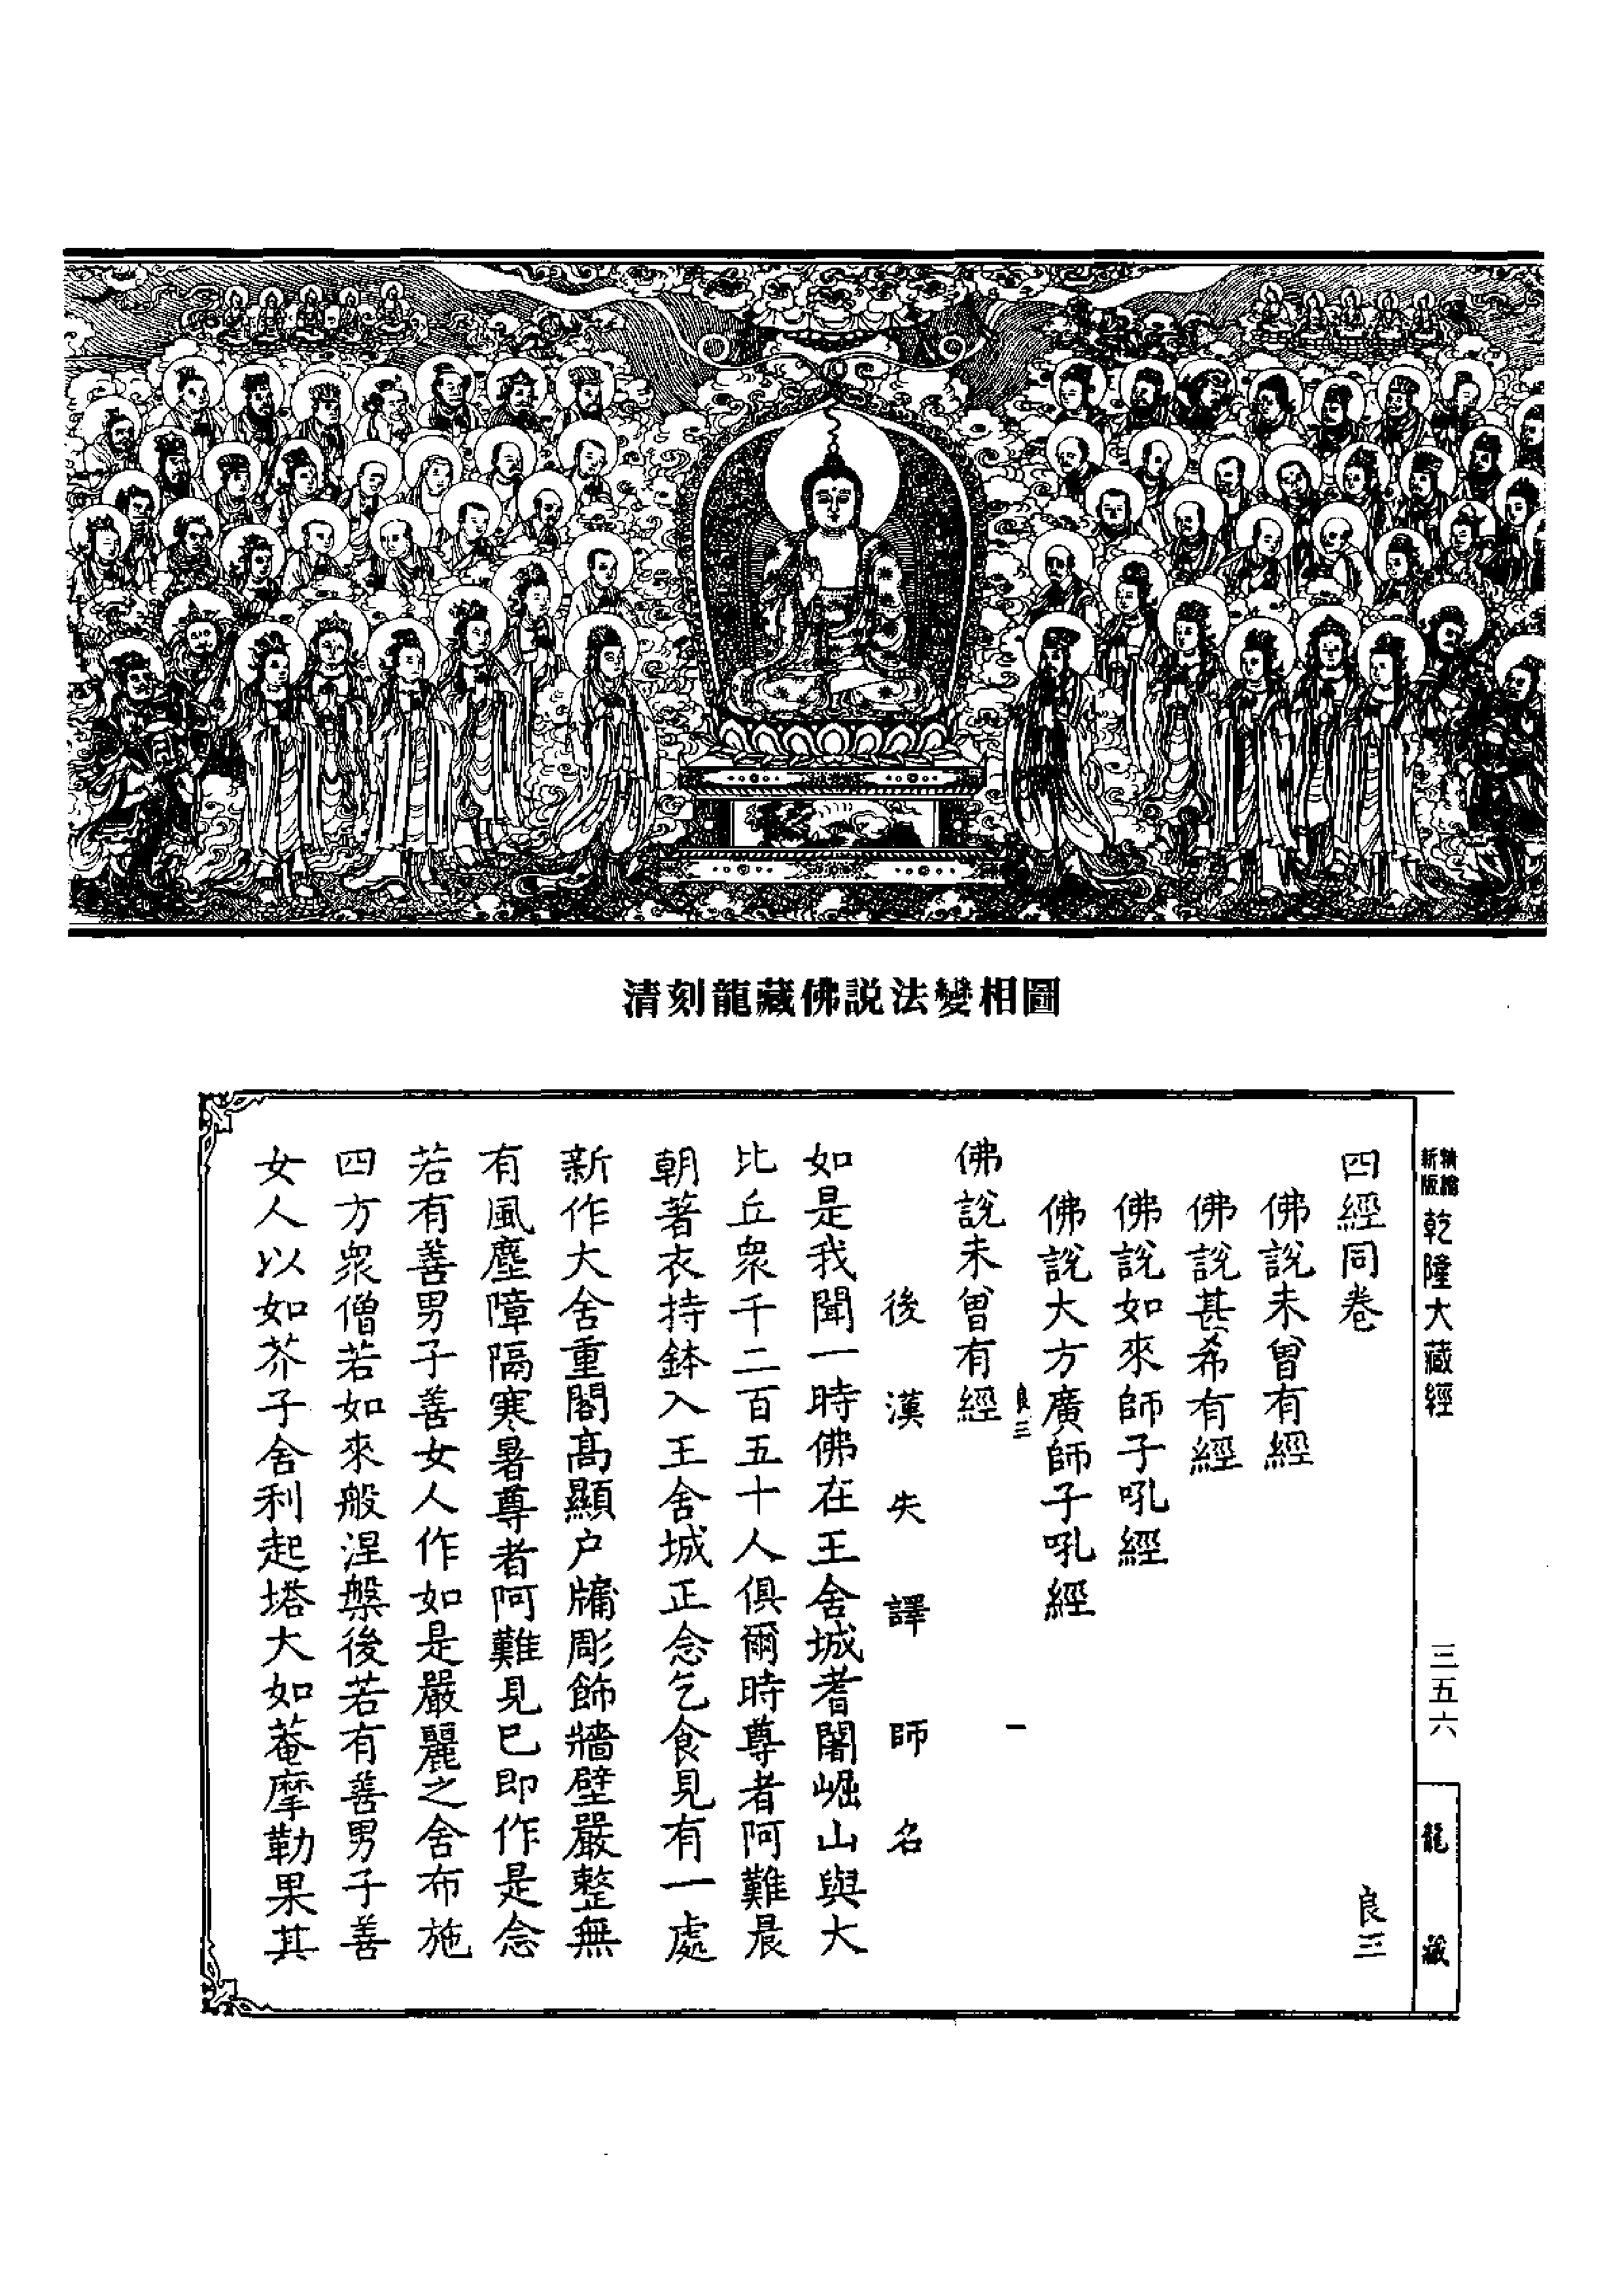 清刻龍藏佛説法變相圖
新版
乾隆大藏經
三五六
龍藏
四經同卷
良三
佛說未曾有經
佛說甚希有經
佛說如來師子吼經
佛說大方廣師子吼經
良三
一
佛說未曾有經
後漢失譯師名
如是我聞一時佛在王舍城耆闍崛山與大
比丘衆千二百五十人俱爾時尊者阿難晨
朝著衣持鉢入王舍城正念乞食見有一處
新作大舍重閣高顯户牖彫飾牆壁嚴整無
有風塵障隔寒暑尊者阿難見已即作是念
若有善男子善女人作如是嚴麗之舍布施
四方衆僧若如來般涅槃後若有善男子善
女人以如芥子舍利起塔大如菴摩勒果其